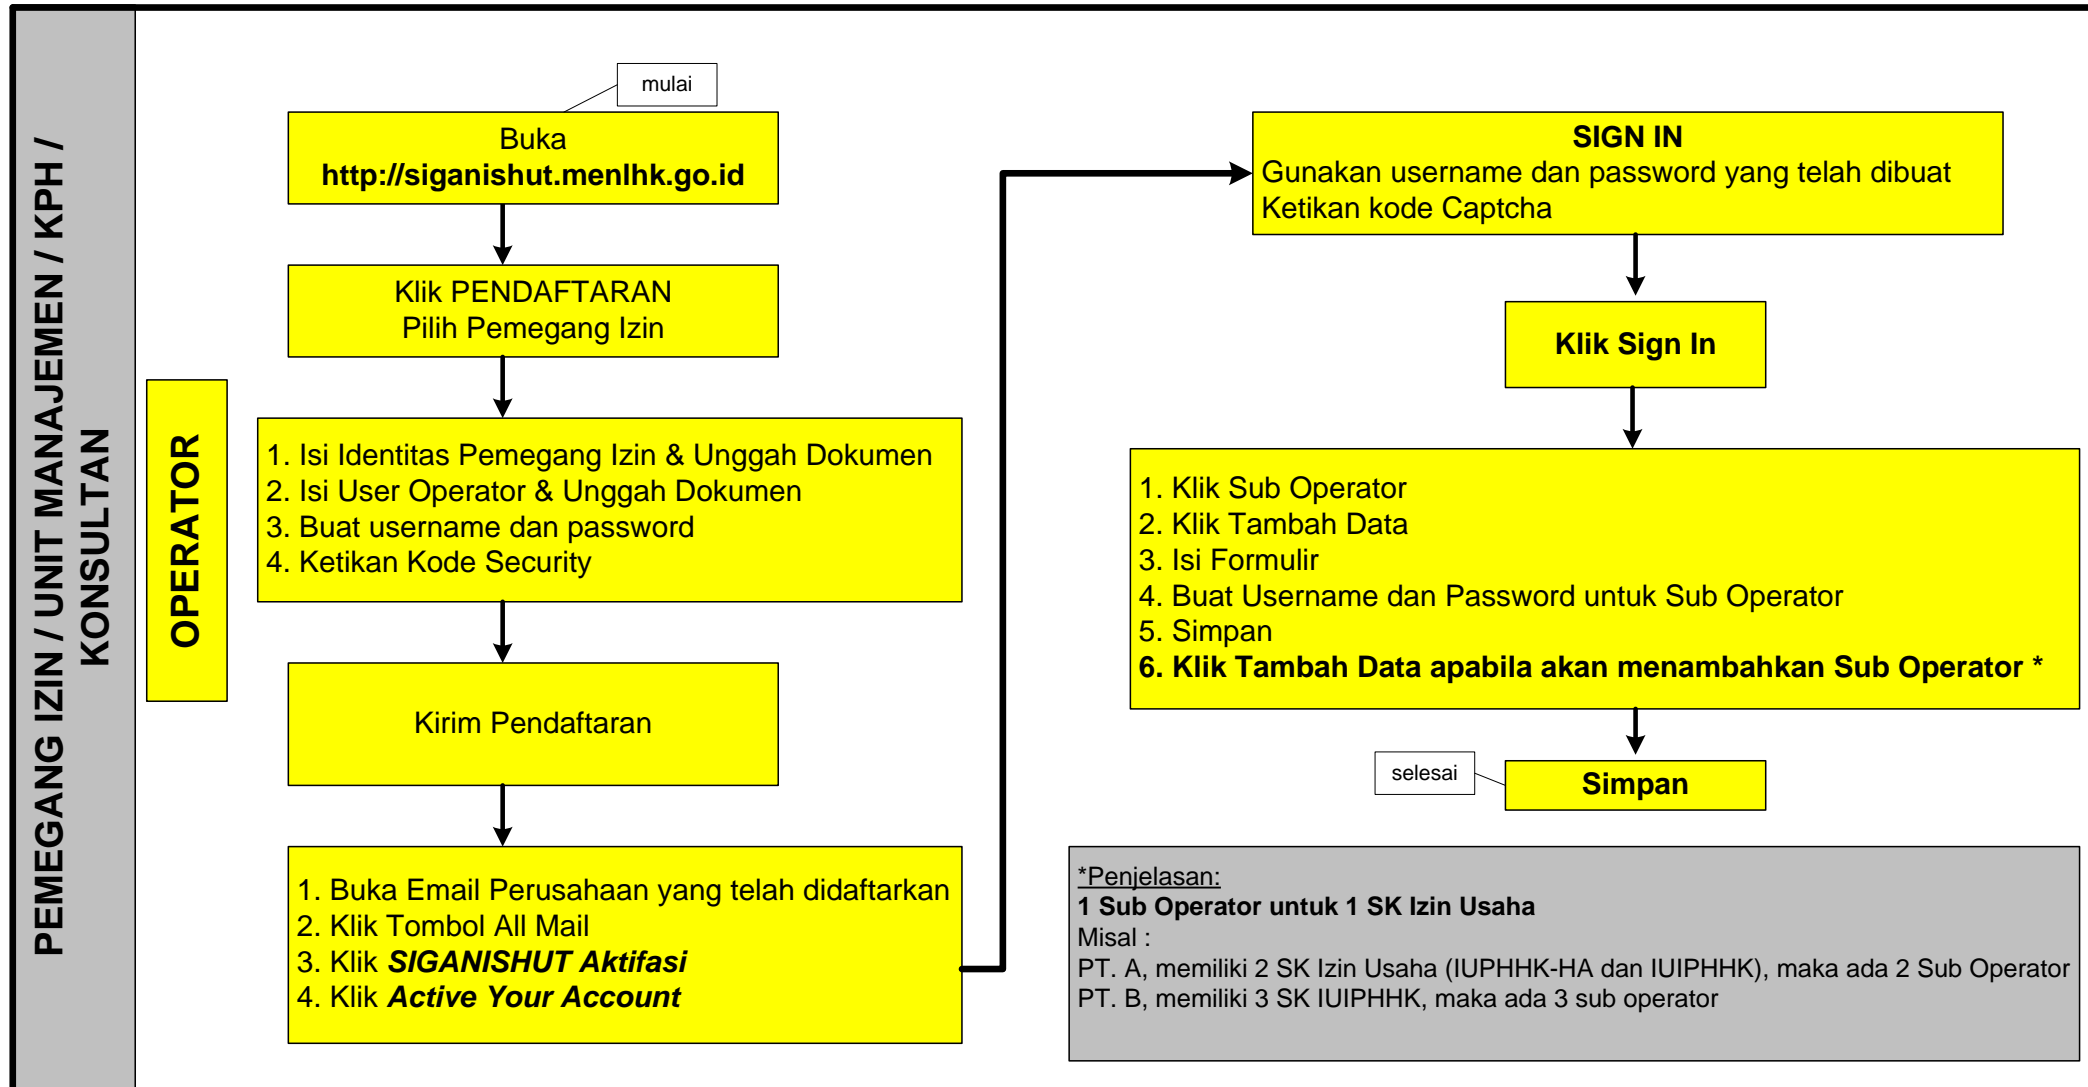 PEMEGANG IZIN / UNIT MANAJEMEN / KPH /
KONSULTAN
OPERATOR
mulai
Buka
http://siganishut.menlhk.go.id
Klik PENDAFTARAN
Pilih Pemegang Izin
1. Isi Identitas Pemegang Izin & Unggah Dokumen
2. Isi User Operator & Unggah Dokumen
3. Buat username dan password
4. Ketikan Kode Security
Kirim Pendaftaran
1. Buka Email Perusahaan yang telah didaftarkan
2. Klik Tombol All Mail
3. Klik SIGANISHUT Aktifasi
4. Klik Active Your Account
SIGN IN
Gunakan username dan password yang telah dibuat
Ketikan kode Captcha
Klik Sign In
1. Klik Sub Operator
2. Klik Tambah Data
3. Isi Formulir
4. Buat Username dan Password untuk Sub Operator
5. Simpan
6. Klik Tambah Data apabila akan menambahkan Sub Operator *
selesai
Simpan
*Penjelasan:
1 Sub Operator untuk 1 SK Izin Usaha
Misal :
PT. A, memiliki 2 SK Izin Usaha (IUPHHK-HA dan IUIPHHK), maka ada 2 Sub Operator
PT. B, memiliki 3 SK IUIPHHK, maka ada 3 sub operator